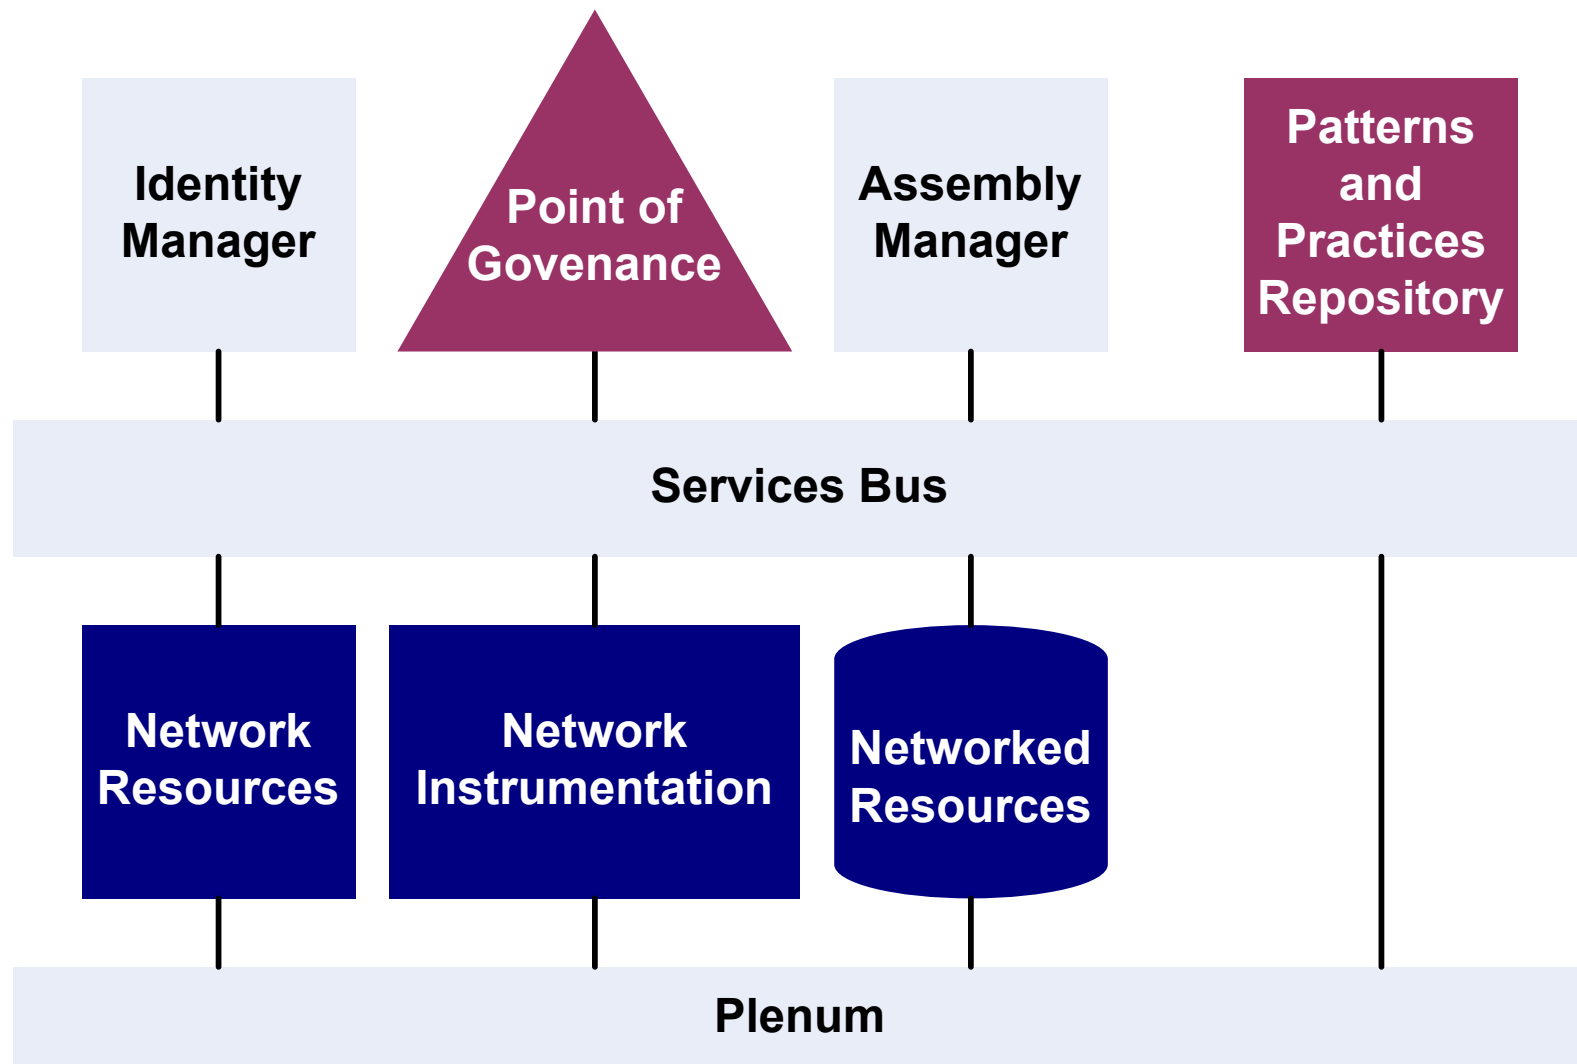 Identity
Manager
Point of
Govenance
Assembly
Manager
Patterns
and
Practices
Repository
Services Bus
Network
Resources
Network
Instrumentation
Networked
Resources
Plenum